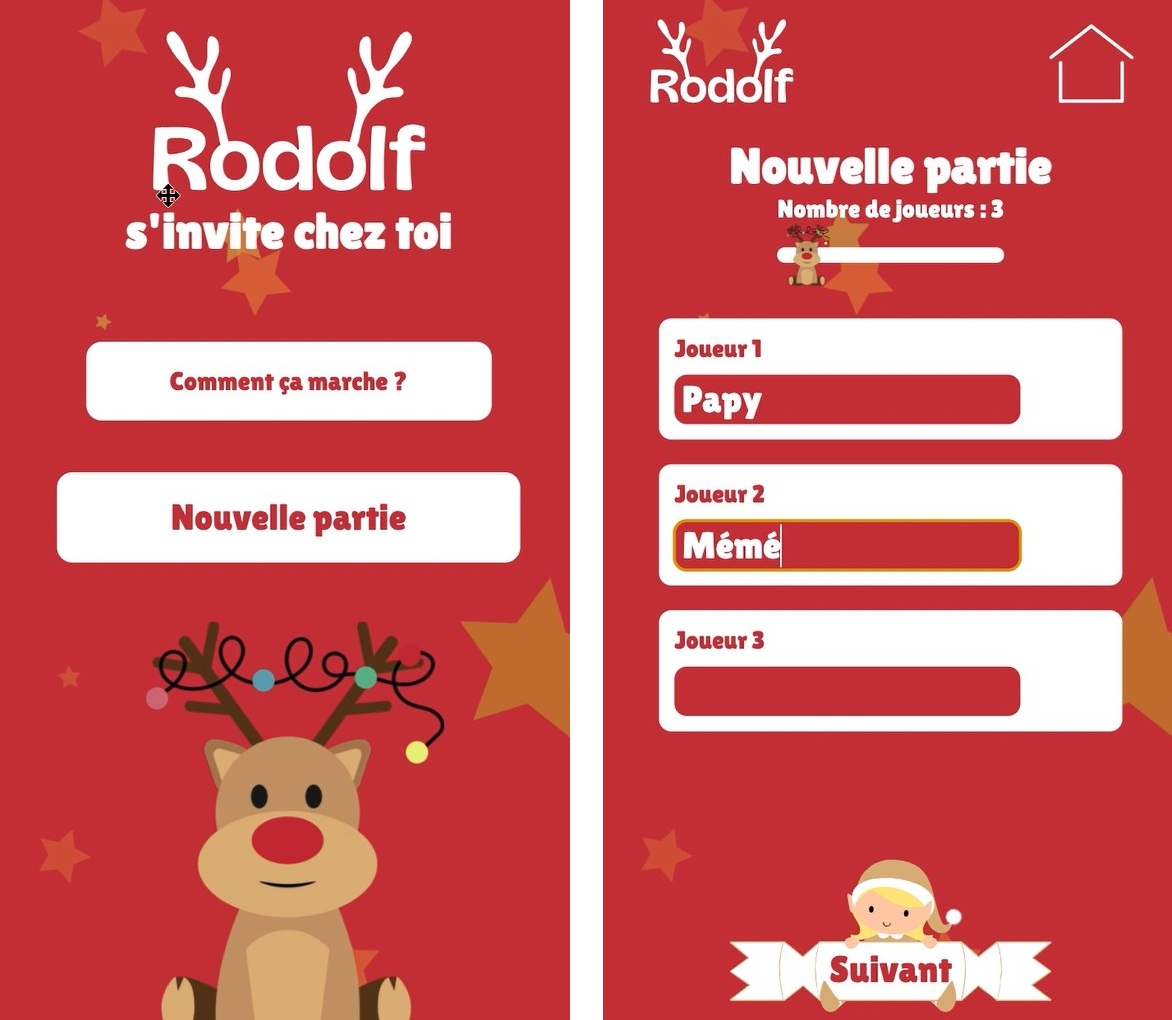 Rodolf
s'invite chez toi
Comment ça marche ?
Nouvelle partie
Rodolf
Nouvelle partie
Nombre de joueurs : 3
Joueur 1
Papy
Joueur 2
Mémé
Joueur 3
Suivant